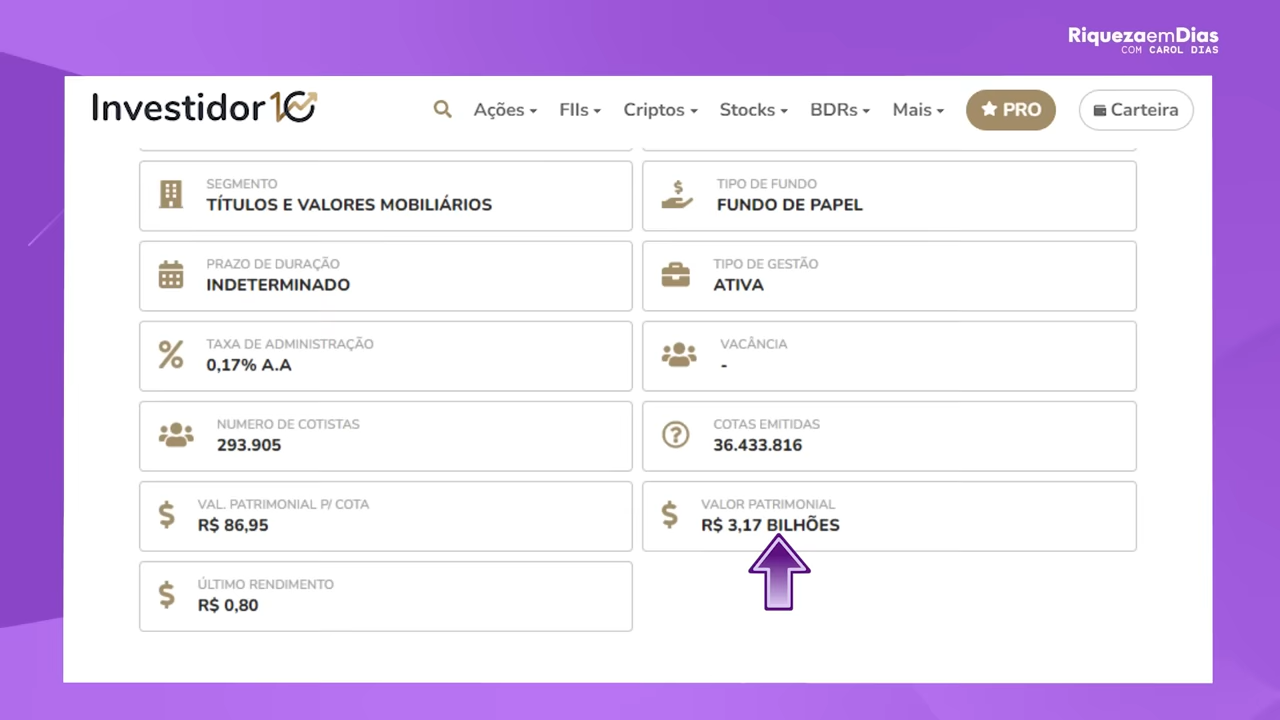 RiquezaemDias
COM CAROL DIAS
Investidor10
Ações
FIIs
Criptos
Stocks
BDRs
Mais
PRO
Carteira
SEGMENTO
TÍTULOS E VALORES MOBILIÁRIOS
TIPO DE FUNDO
FUNDO DE PAPEL
PRAZO DE DURAÇÃO
INDETERMINADO
TIPO DE GESTÃO
ATIVA
TAXA DE ADMINISTRAÇÃO
0,17% A.A
VACÂNCIA
-
NUMERO DE COTISTAS
293.905
COTAS EMITIDAS
36.433.816
VAL. PATRIMONIAL P/ COTA
R$ 86,95
VALOR PATRIMONIAL
R$ 3,17 BILHÕES
ÚLTIMO RENDIMENTO
R$ 0,80